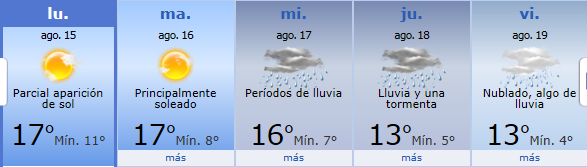 lu. ma. mi. ju. vi.
ago. 15 ago. 16 ago. 17 ago. 18 ago. 19
Parcial aparición de sol
Principalmente soleado
Períodos de lluvia
Lluvia y una tormenta
Nublado, algo de lluvia
17° Mín. 11° 17° Mín. 8° 16° Mín. 7° 13° Mín. 5° 13° Mín. 4°
más más más más